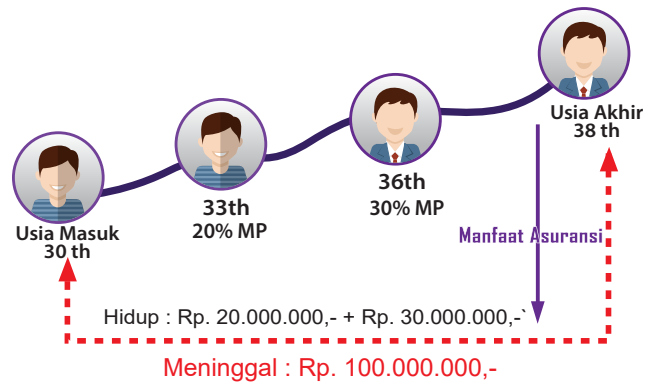 Usia Masuk
30 th
33th
20% MP
36th
30% MP
Usia Akhir
38 th
Manfaat Asuransi
Hidup : Rp. 20.000.000,- + Rp. 30.000.000,-`
Meninggal : Rp. 100.000.000,-